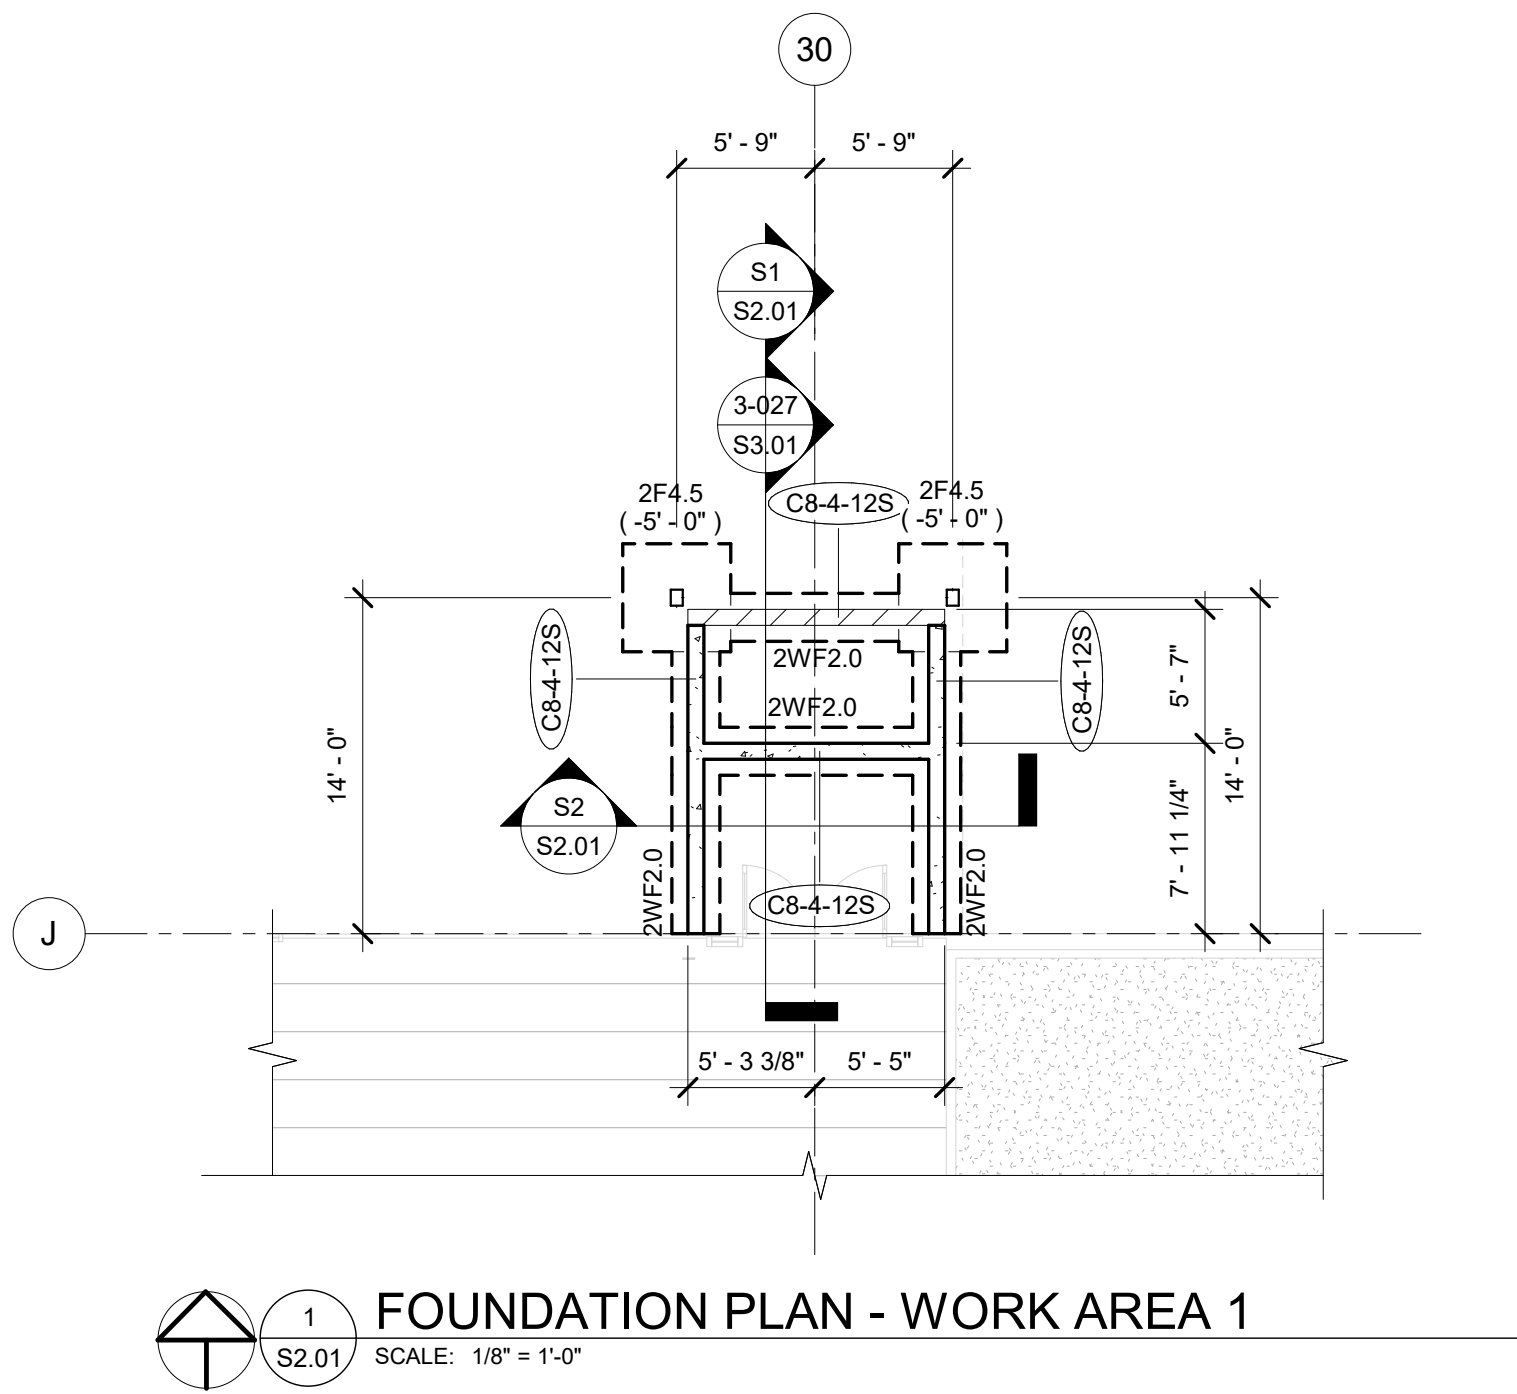 30
5' - 9" 5' - 9"
S1
S2.01
3-027
S3.01
2F4.5
( -5' - 0" )
C8-4-12S
2F4.5
( -5' - 0" )
C8-4-12S
C8-4-12S
2WF2.0
2WF2.0
5' - 7"
14' - 0"
14' - 0"
7' - 11 1/4"
S2
S2.01
2WF2.0
C8-4-12S
2WF2.0
J
5' - 3 3/8" 5' - 5"
1
S2.01
FOUNDATION PLAN - WORK AREA 1
SCALE: 1/8" = 1'-0"